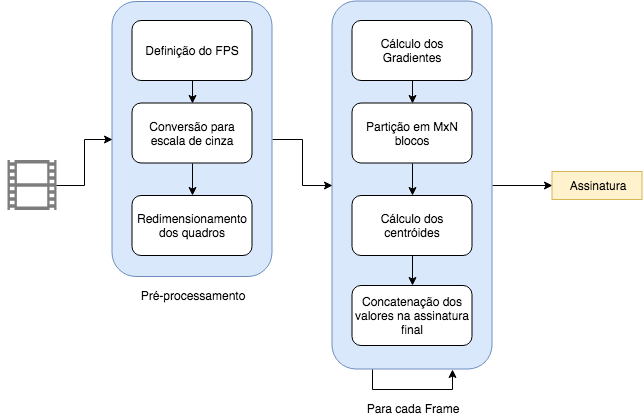 Definição do FPS
Conversão para
escala de cinza
Redimensionamento
dos quadros
Pré-processamento
Cálculo dos
Gradientes
Partição em MxN
blocos
Cálculo dos
centróides
Concatenação dos
valores na assinatura
final
Para cada Frame
Assinatura